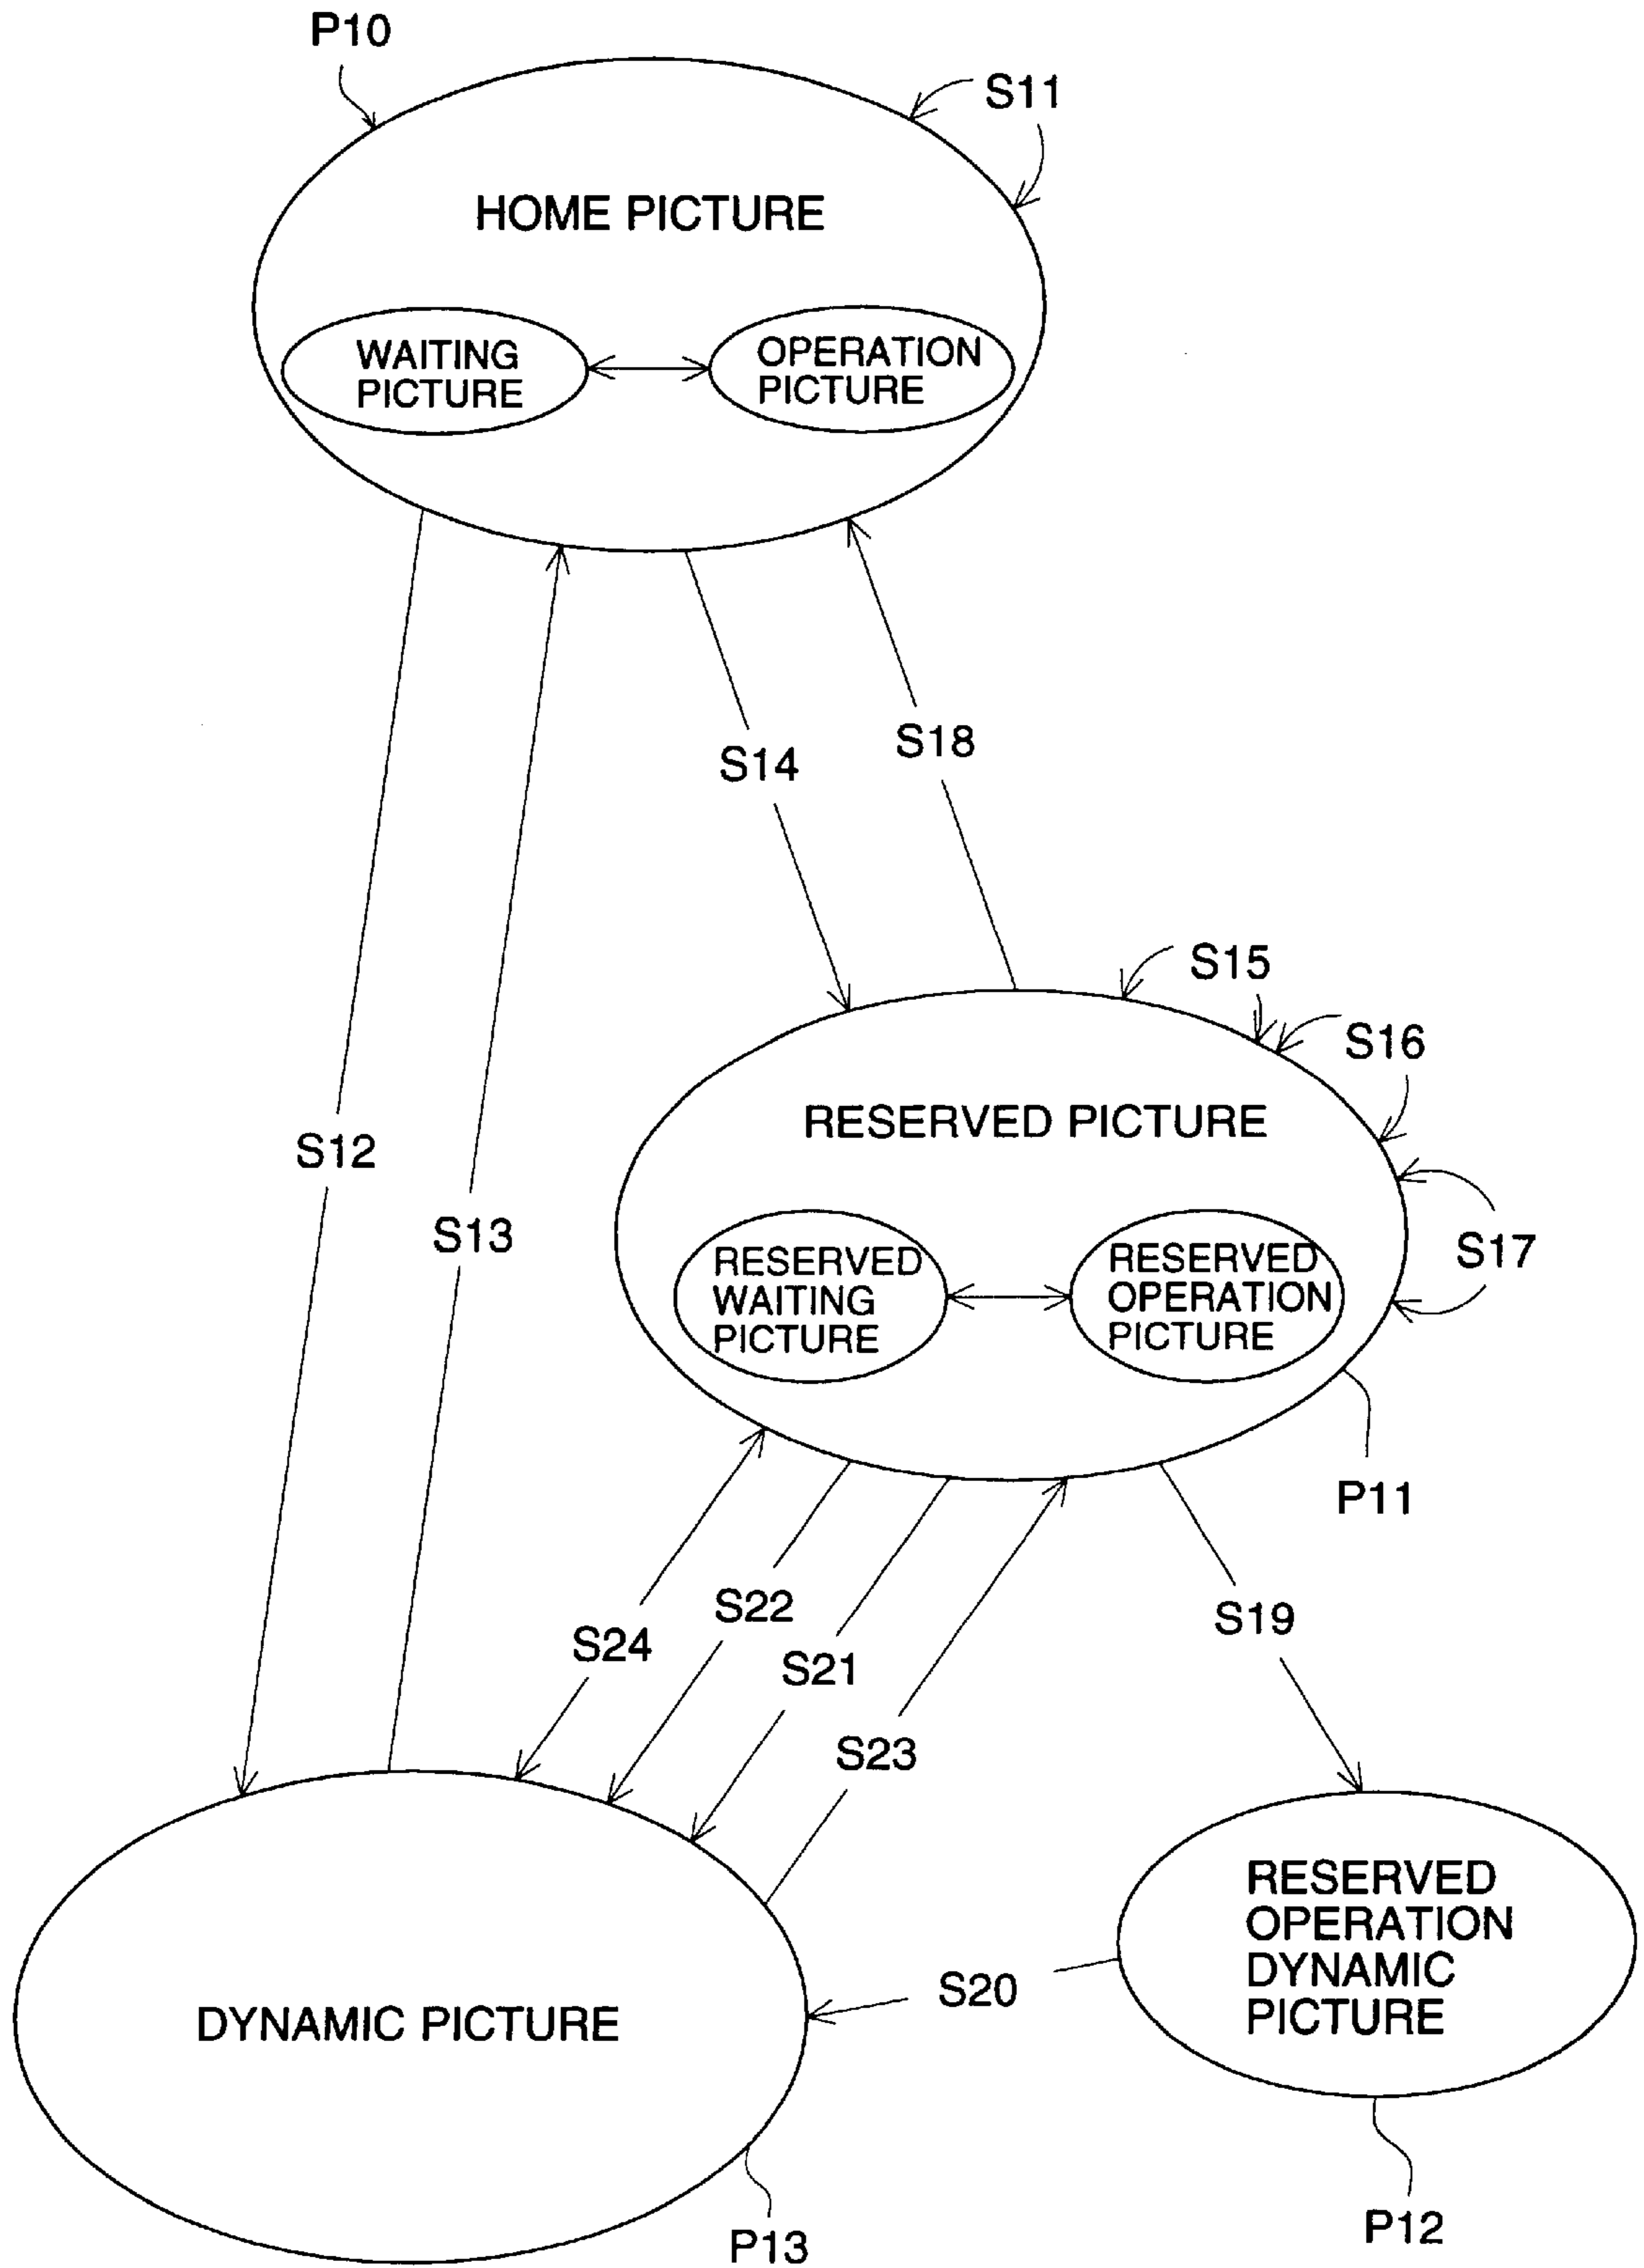 P10
S11
HOME PICTURE
WAITING
PICTURE
OPERATION
PICTURE
S14
S18
S15
S16
RESERVED PICTURE
S12
S13
S17
RESERVED
WAITING
PICTURE
RESERVED
OPERATION
PICTURE
P11
S24
S22
S21
S23
S19
RESERVED
OPERATION
DYNAMIC
PICTURE
S20
DYNAMIC PICTURE
P13
P12